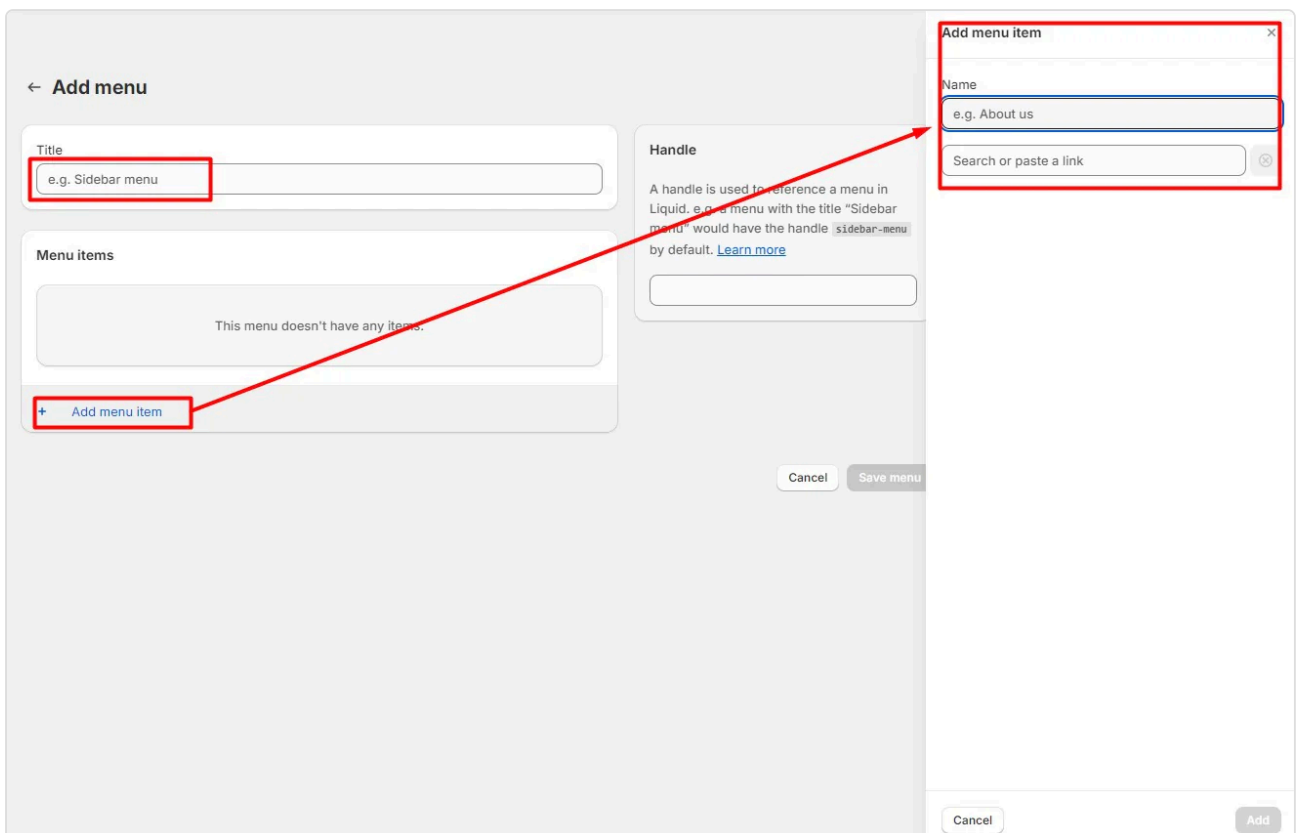 ← Add menu
Title
e.g. Sidebar menu
Menu items
This menu doesn't have any items.
+ Add menu item
Handle
A handle is used to reference a menu in
Liquid. e.g. a menu with the title “Sidebar
menu” would have the handle sidebar-menu
by default. Learn more
Cancel
Save menu
Add menu item
Name
e.g. About us
Search or paste a link
Cancel
Add